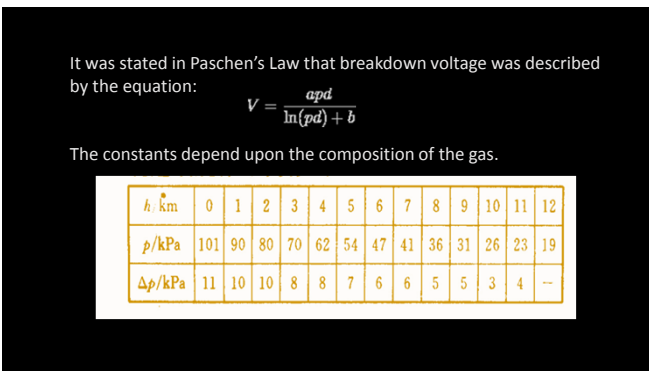 It was stated in Paschen's Law that breakdown voltage was described
by the equation:
V = apd / ln(pd) + b
The constants depend upon the composition of the gas.
h km 0 1 2 3 4 5 6 7 8 9 10 11 12
p/kPa 101 90 80 70 62 54 47 41 36 31 26 23 19
Δp/kPa 11 10 10 8 8 7 6 6 5 5 3 4 --